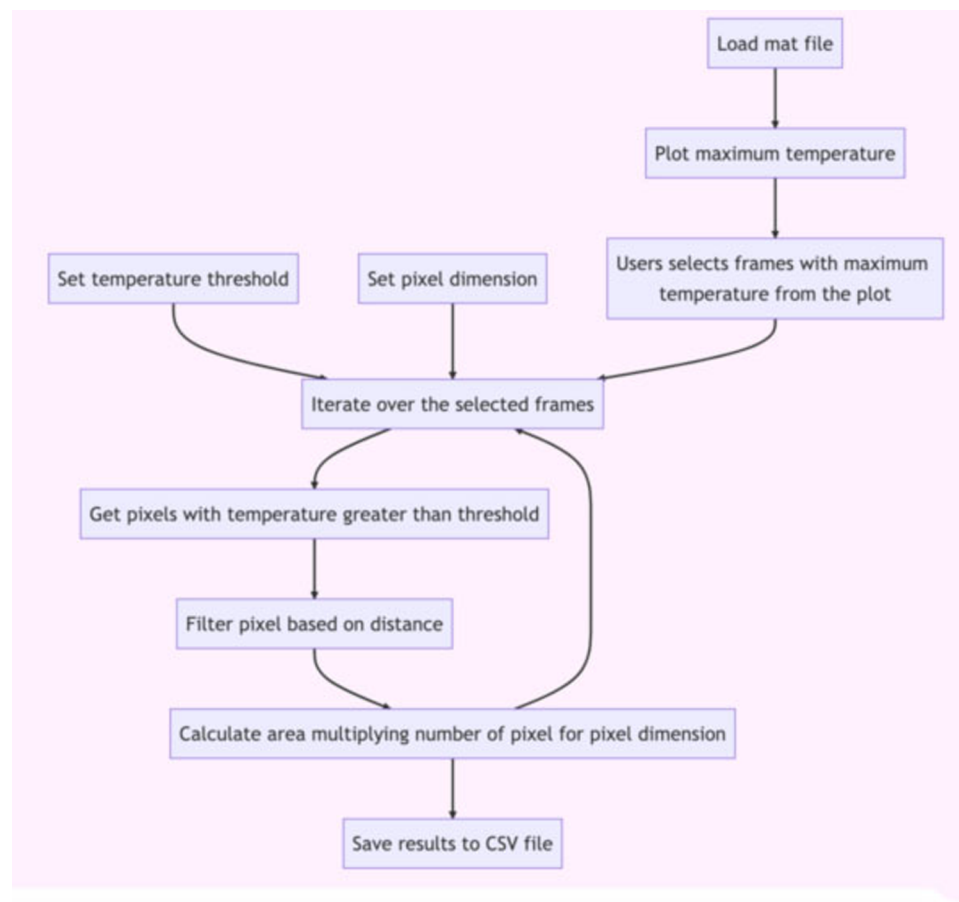 Load mat file
Plot maximum temperature
Set temperature threshold
Set pixel dimension
Users selects frames with maximum
temperature from the plot
Iterate over the selected frames
Get pixels with temperature greater than threshold
Filter pixel based on distance
Calculate area multiplying number of pixel for pixel dimension
Save results to CSV file